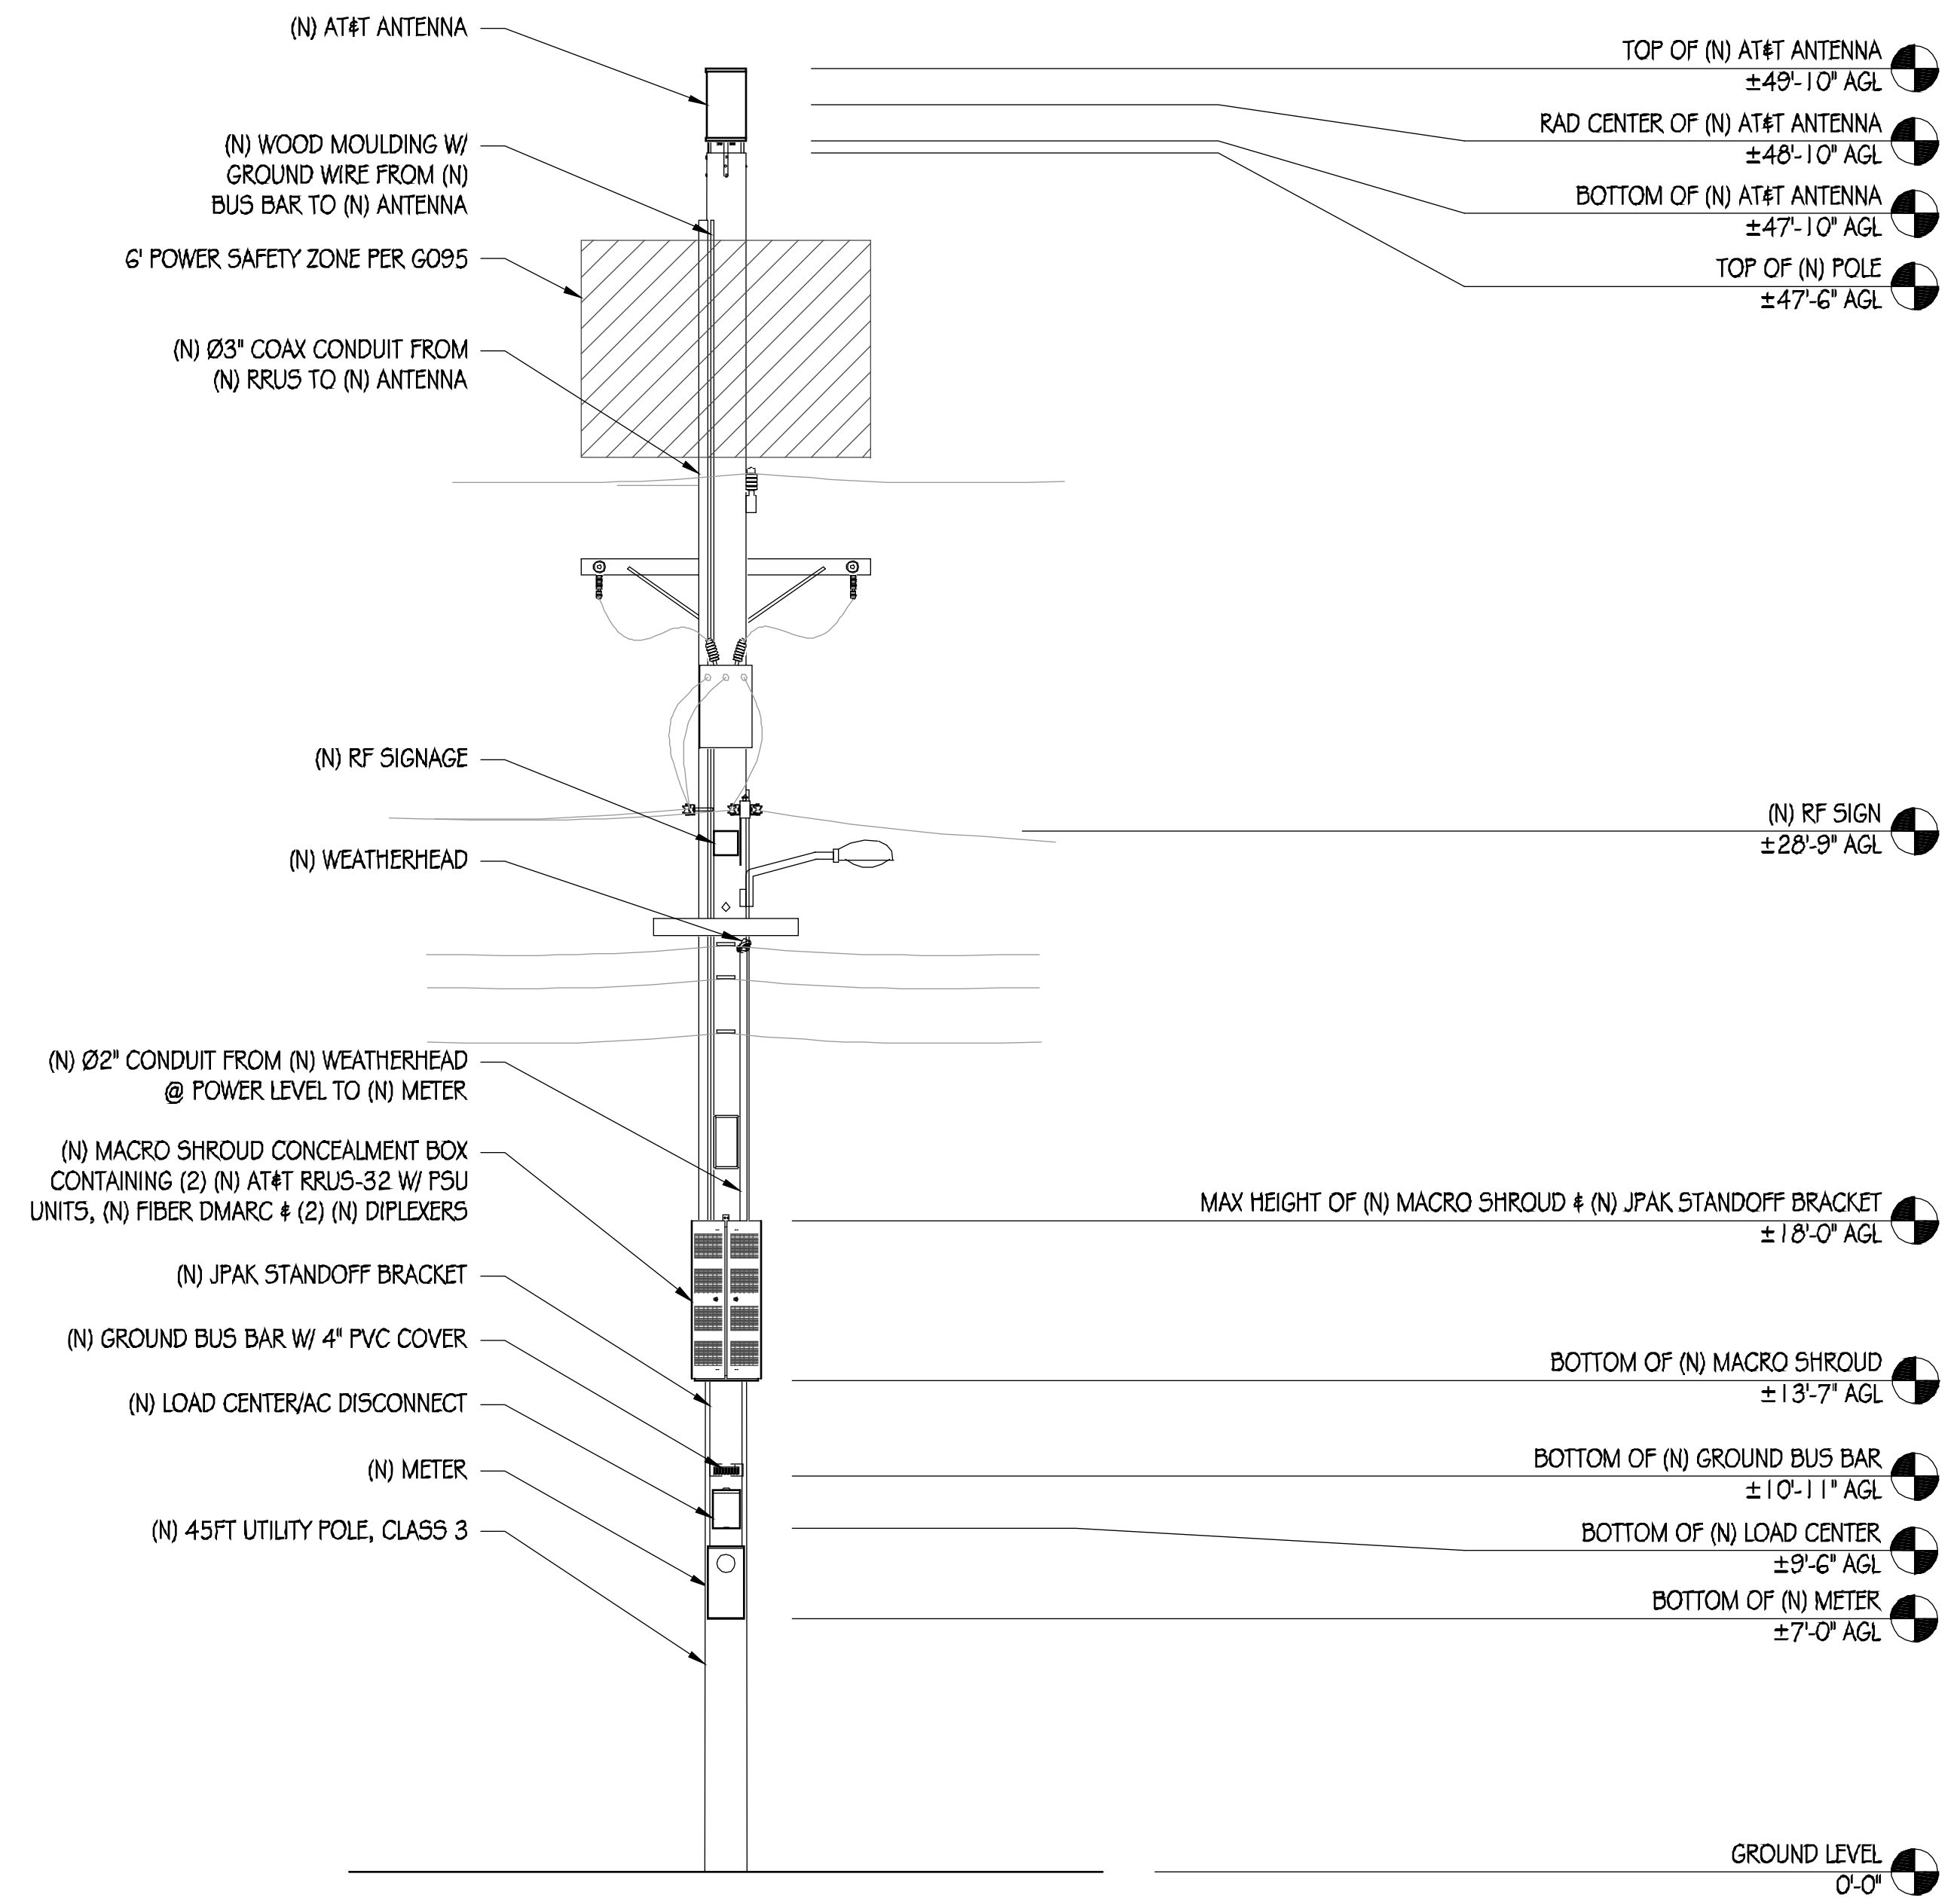 (N) AT&T ANTENNA
(N) WOOD MOULDING W/
GROUND WIRE FROM (N)
BUS BAR TO (N) ANTENNA
6' POWER SAFETY ZONE PER GO95
(N) Ø3" COAX CONDUIT FROM
(N) RRUS TO (N) ANTENNA
(N) RF SIGNAGE
(N) WEATHERHEAD
(N) Ø2" CONDUIT FROM (N) WEATHERHEAD
@ POWER LEVEL TO (N) METER
(N) MACRO SHROUD CONCEALMENT BOX
CONTAINING (2) (N) AT&T RRUS-32 W/ PSU
UNITS, (N) FIBER DMARC & (2) (N) DIPLEXERS
(N) JPAK STANDOFF BRACKET
(N) GROUND BUS BAR W/ 4" PVC COVER
(N) LOAD CENTER/AC DISCONNECT
(N) METER
(N) 45FT UTILITY POLE, CLASS 3
TOP OF (N) AT&T ANTENNA
±49'-10" AGL
RAD CENTER OF (N) AT&T ANTENNA
±48'-10" AGL
BOTTOM OF (N) AT&T ANTENNA
±47'-10" AGL
TOP OF (N) POLE
±47'-6" AGL
(N) RF SIGN
±28'-9" AGL
MAX HEIGHT OF (N) MACRO SHROUD & (N) JPAK STANDOFF BRACKET
±18'-0" AGL
BOTTOM OF (N) MACRO SHROUD
±13'-7" AGL
BOTTOM OF (N) GROUND BUS BAR
±10'-11" AGL
BOTTOM OF (N) LOAD CENTER
±9'-6" AGL
BOTTOM OF (N) METER
±7'-0" AGL
GROUND LEVEL
0'-0"